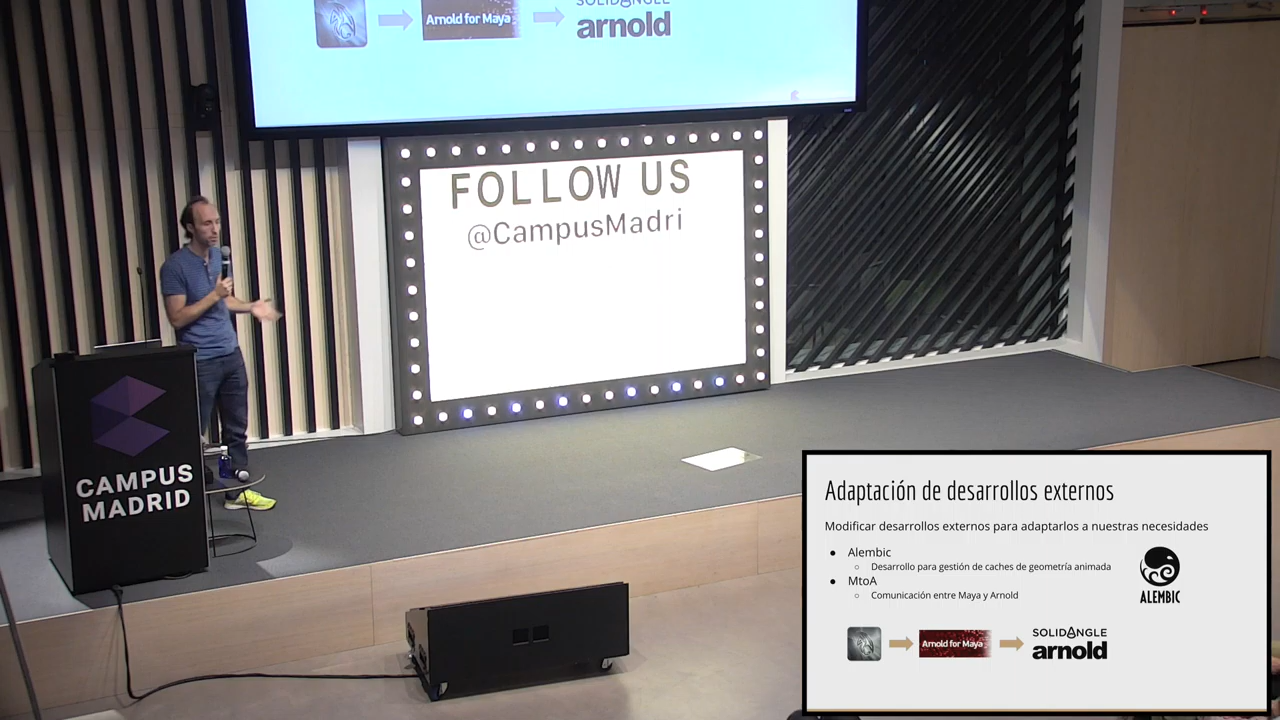 Arnold for Maya
SOLIDANGLE
arnold
FOLLOW US
@CampusMadri
CAMPUS
MADRID
Adaptación de desarrollos externos
Modificar desarrollos externos para adaptarlos a nuestras necesidades
● Alembic
○ Desarrollo para gestión de caches de geometría animada
● MtoA
○ Comunicación entre Maya y Arnold
ALEMBIC
Arnold for Maya
SOLIDANGLE
arnold